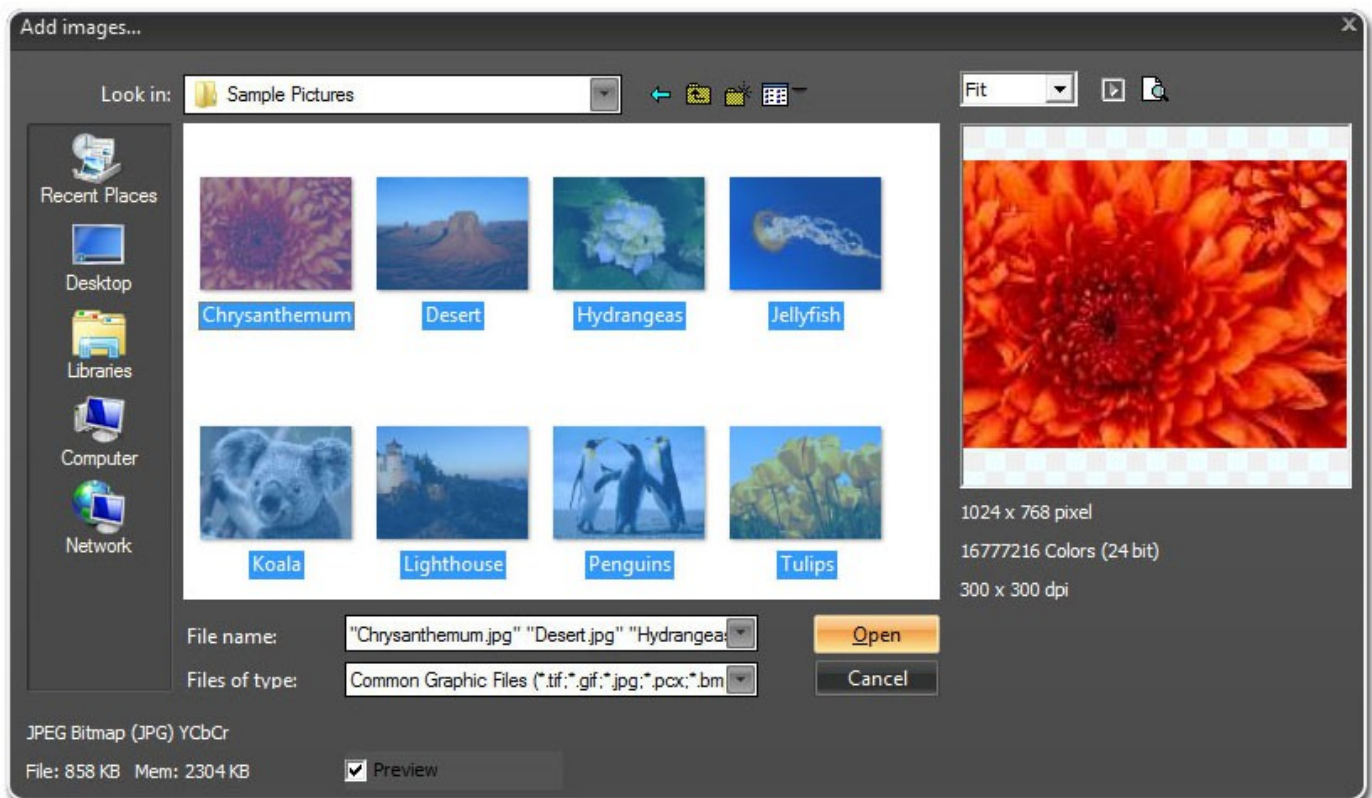 Add images...
Look in:
Sample Pictures
Fit
Recent Places
Desktop
Libraries
Computer
Network
Chrysanthemum
Desert
Hydrangeas
Jellyfish
Koala
Lighthouse
Penguins
Tulips
1024 x 768 pixel
16777216 Colors (24 bit)
300 x 300 dpi
File name:
"Chrysanthemum.jpg" "Desert.jpg" "Hydrangeas
Open
Files of type:
Common Graphic Files (*.tif;*.gif;*.jpg;*.pcx;*.bm
Cancel
JPEG Bitmap (JPG) YCbCr
File: 858 KB Mem: 2304 KB
Preview